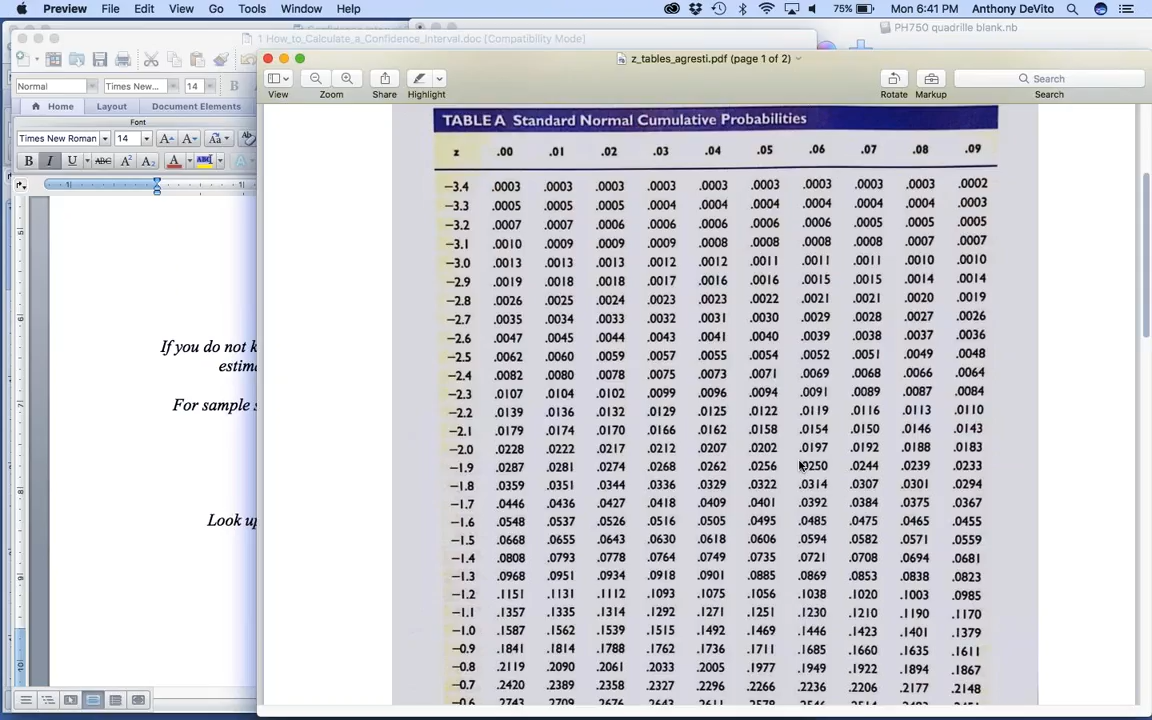 Preview File Edit View Go Tools Window Help 75% Mon 6:41 PM Anthony DeVito
PH750 quadrille blank.nb
1 How_to_Calculate_a_Confidence_Interval.doc [Compatibility Mode]
z_tables_agresti.pdf (page 1 of 2)
Normal Times New... 14 B
View Zoom Share Highlight Rotate Markup Search
Search
Home Layout Document Elements
Font
Times New Roman 14 A A Aa
B I U ABC A2 A2 A ABC A
If you do not k
estima
For sample s
Look up
TABLE A Standard Normal Cumulative Probabilities
z .00 .01 .02 .03 .04 .05 .06 .07 .08 .09
−3.4 .0003 .0003 .0003 .0003 .0003 .0003 .0003 .0003 .0003 .0002
−3.3 .0005 .0005 .0005 .0004 .0004 .0004 .0004 .0004 .0004 .0003
−3.2 .0007 .0007 .0006 .0006 .0006 .0006 .0006 .0005 .0005 .0005
−3.1 .0010 .0009 .0009 .0009 .0008 .0008 .0008 .0008 .0007 .0007
−3.0 .0013 .0013 .0013 .0012 .0012 .0011 .0011 .0011 .0010 .0010
−2.9 .0019 .0018 .0018 .0017 .0016 .0016 .0015 .0015 .0014 .0014
−2.8 .0026 .0025 .0024 .0023 .0023 .0022 .0021 .0021 .0020 .0019
−2.7 .0035 .0034 .0033 .0032 .0031 .0030 .0029 .0028 .0027 .0026
−2.6 .0047 .0045 .0044 .0043 .0041 .0040 .0039 .0038 .0037 .0036
−2.5 .0062 .0060 .0059 .0057 .0055 .0054 .0052 .0051 .0049 .0048
−2.4 .0082 .0080 .0078 .0075 .0073 .0071 .0069 .0068 .0066 .0064
−2.3 .0107 .0104 .0102 .0099 .0096 .0094 .0091 .0089 .0087 .0084
−2.2 .0139 .0136 .0132 .0129 .0125 .0122 .0119 .0116 .0113 .0110
−2.1 .0179 .0174 .0170 .0166 .0162 .0158 .0154 .0150 .0146 .0143
−2.0 .0228 .0222 .0217 .0212 .0207 .0202 .0197 .0192 .0188 .0183
−1.9 .0287 .0281 .0274 .0268 .0262 .0256 .0250 .0244 .0239 .0233
−1.8 .0359 .0351 .0344 .0336 .0329 .0322 .0314 .0307 .0301 .0294
−1.7 .0446 .0436 .0427 .0418 .0409 .0401 .0392 .0384 .0375 .0367
−1.6 .0548 .0537 .0526 .0516 .0505 .0495 .0485 .0475 .0465 .0455
−1.5 .0668 .0655 .0643 .0630 .0618 .0606 .0594 .0582 .0571 .0559
−1.4 .0808 .0793 .0778 .0764 .0749 .0735 .0721 .0708 .0694 .0681
−1.3 .0968 .0951 .0934 .0918 .0901 .0885 .0869 .0853 .0838 .0823
−1.2 .1151 .1131 .1112 .1093 .1075 .1056 .1038 .1020 .1003 .0985
−1.1 .1357 .1335 .1314 .1292 .1271 .1251 .1230 .1210 .1190 .1170
−1.0 .1587 .1562 .1539 .1515 .1492 .1469 .1446 .1423 .1401 .1379
−0.9 .1841 .1814 .1788 .1762 .1736 .1711 .1685 .1660 .1635 .1611
−0.8 .2119 .2090 .2061 .2033 .2005 .1977 .1949 .1922 .1894 .1867
−0.7 .2420 .2389 .2358 .2327 .2296 .2266 .2236 .2206 .2177 .2148